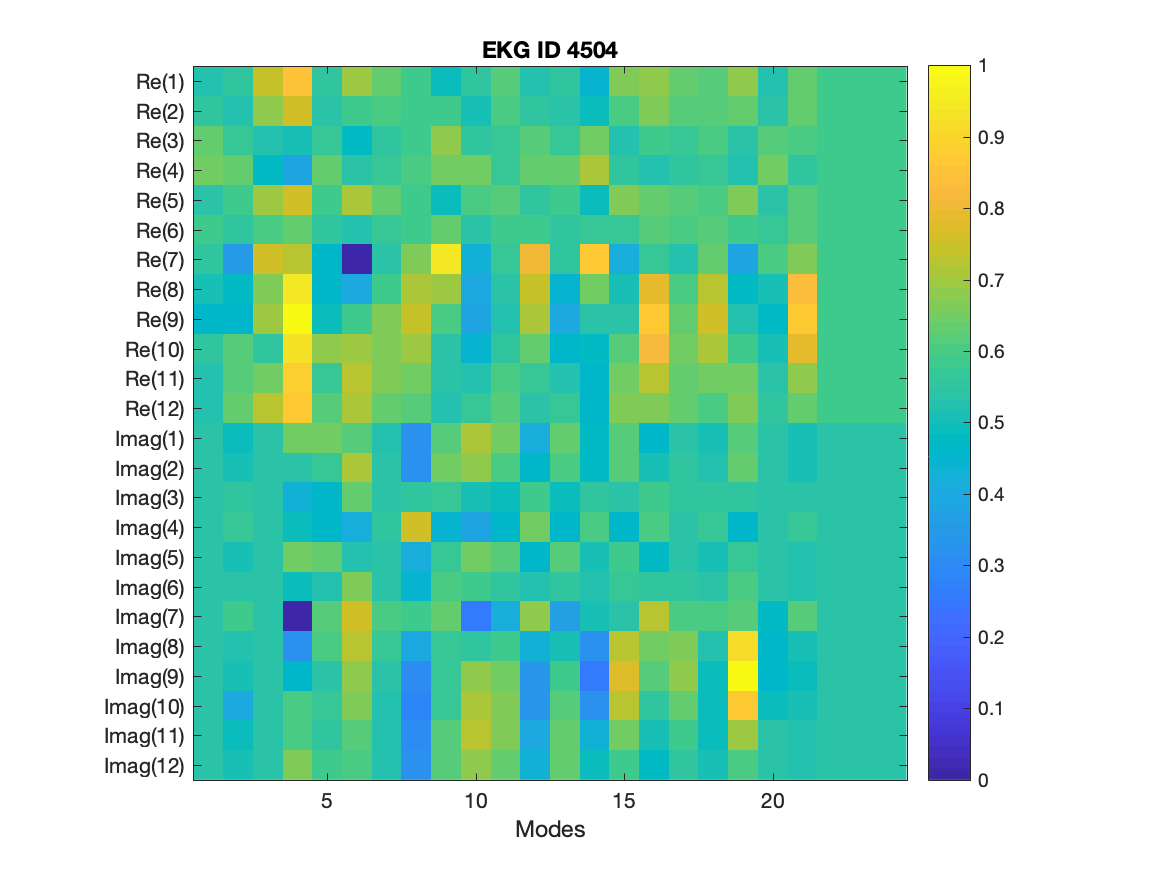 EKG ID 4504
Re(1)
Re(2)
Re(3)
Re(4)
Re(5)
Re(6)
Re(7)
Re(8)
Re(9)
Re(10)
Re(11)
Re(12)
Imag(1)
Imag(2)
Imag(3)
Imag(4)
Imag(5)
Imag(6)
Imag(7)
Imag(8)
Imag(9)
Imag(10)
Imag(11)
Imag(12)
5 10 15 20
Modes
1
0.9
0.8
0.7
0.6
0.5
0.4
0.3
0.2
0.1
0